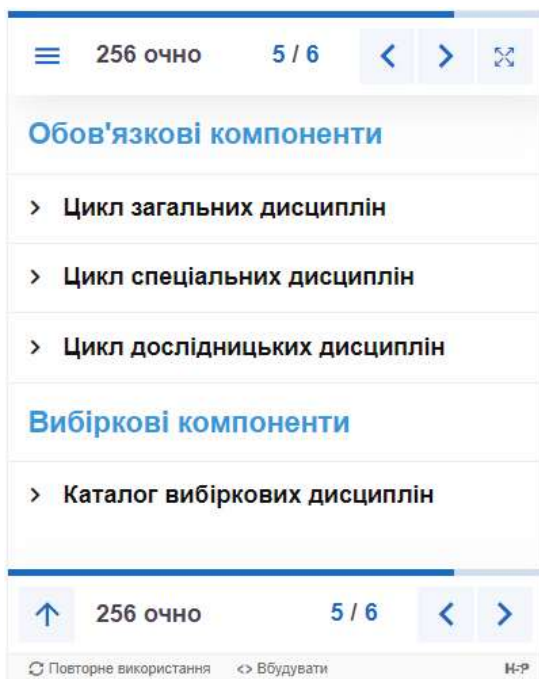 256 очно 5 / 6
Обов'язкові компоненти
Цикл загальних дисциплін
Цикл спеціальних дисциплін
Цикл дослідницьких дисциплін
Вибіркові компоненти
Каталог вибіркових дисциплін
256 очно 5 / 6
Повторне використання <> Вбудувати H-P